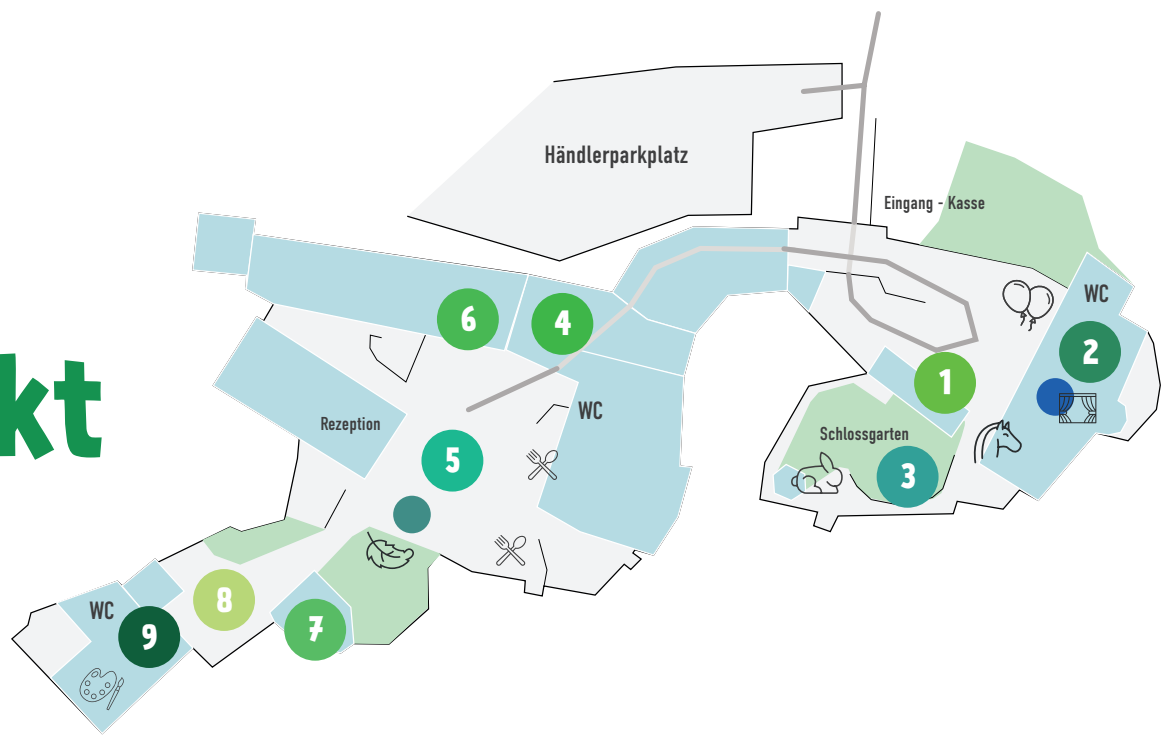 Händlerparkplatz
Eingang - Kasse
WC
6
4
2
1
kt
WC
Rezeption
Schlossgarten
5
3
8
WC
9
7